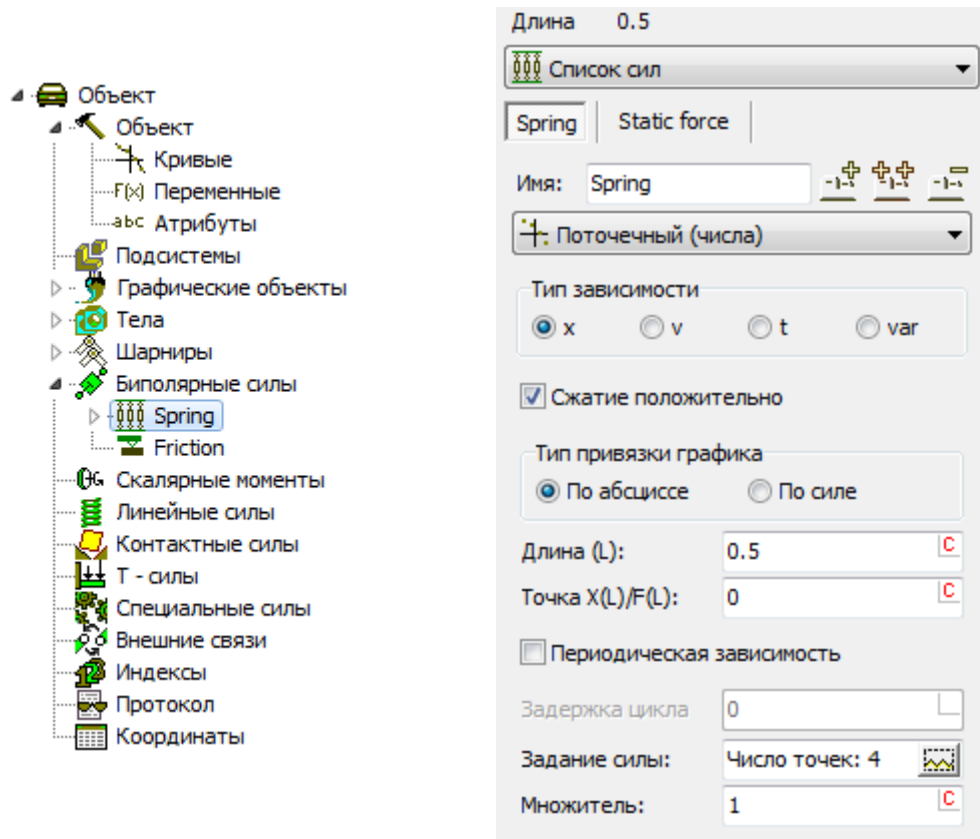 Объект
Объект
Кривые
F(x) Переменные
abc Атрибуты
Подсистемы
Графические объекты
Тела
Шарниры
Биполярные силы
Spring
Friction
Скалярные моменты
Линейные силы
Контактные силы
Т - силы
Специальные силы
Внешние связи
Индексы
Протокол
Координаты
Длина 0.5
Список сил
Spring Static force
Имя: Spring
Поточечный (числа)
Тип зависимости
x v t var
Сжатие положительно
Тип привязки графика
По абсциссе По силе
Длина (L): 0.5 C
Точка X(L)/F(L): 0 C
Периодическая зависимость
Задержка цикла 0
Задание силы: Число точек: 4
Множитель: 1 C